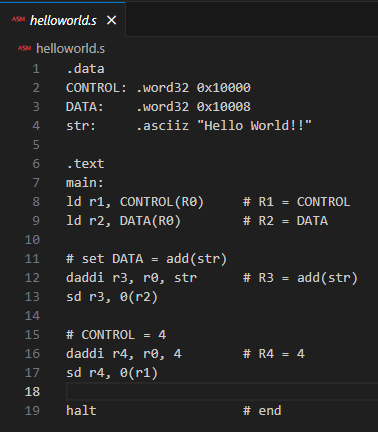 ASM helloworld.s ×
ASM helloworld.s
1 .data
2 CONTROL: .word32 0x10000
3 DATA:    .word32 0x10008
4 str:     .asciiz "Hello World!!"
5
6 .text
7 main:
8 ld r1, CONTROL(R0)     # R1 = CONTROL
9 ld r2, DATA(R0)        # R2 = DATA
10
11 # set DATA = add(str)
12 daddi r3, r0, str      # R3 = add(str)
13 sd r3, 0(r2)
14
15 # CONTROL = 4
16 daddi r4, r0, 4        # R4 = 4
17 sd r4, 0(r1)
18
19 halt                   # end